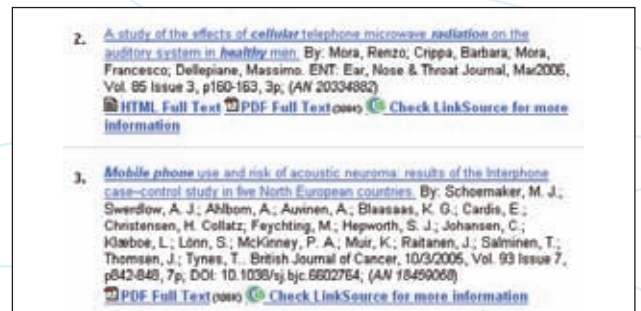 2. A study of the effects of cellular telephone microwave radiation on the
auditory system in healthy men. By: Mora, Renzo; Crippa, Barbara; Mora,
Francesco; Dellepiane, Massimo. ENT: Ear, Nose & Throat Journal, Mar2006,
Vol. 85 Issue 3, p160-163, 3p; (AN 20334882)
HTML Full Text PDF Full Text Check LinkSource for more
information
3. Mobile phone use and risk of acoustic neuroma: results of the Interphone
case–control study in five North European countries. By: Schoemaker, M. J.;
Swerdlow, A. J.; Ahlbom, A.; Auvinen, A.; Blaasaas, K. G.; Cardis, E.;
Christensen, H. Collatz; Feychting, M.; Hepworth, S. J.; Johansen, C.;
Klæboe, L.; Lönn, S.; McKinney, P. A.; Muir, K.; Raitanen, J.; Salminen, T.;
Thomsen, J.; Tynes, T.. British Journal of Cancer, 10/3/2005, Vol. 93 Issue 7,
p842-848, 7p; DOI: 10.1038/sj.bjc.6602764; (AN 18459068)
PDF Full Text Check LinkSource for more information